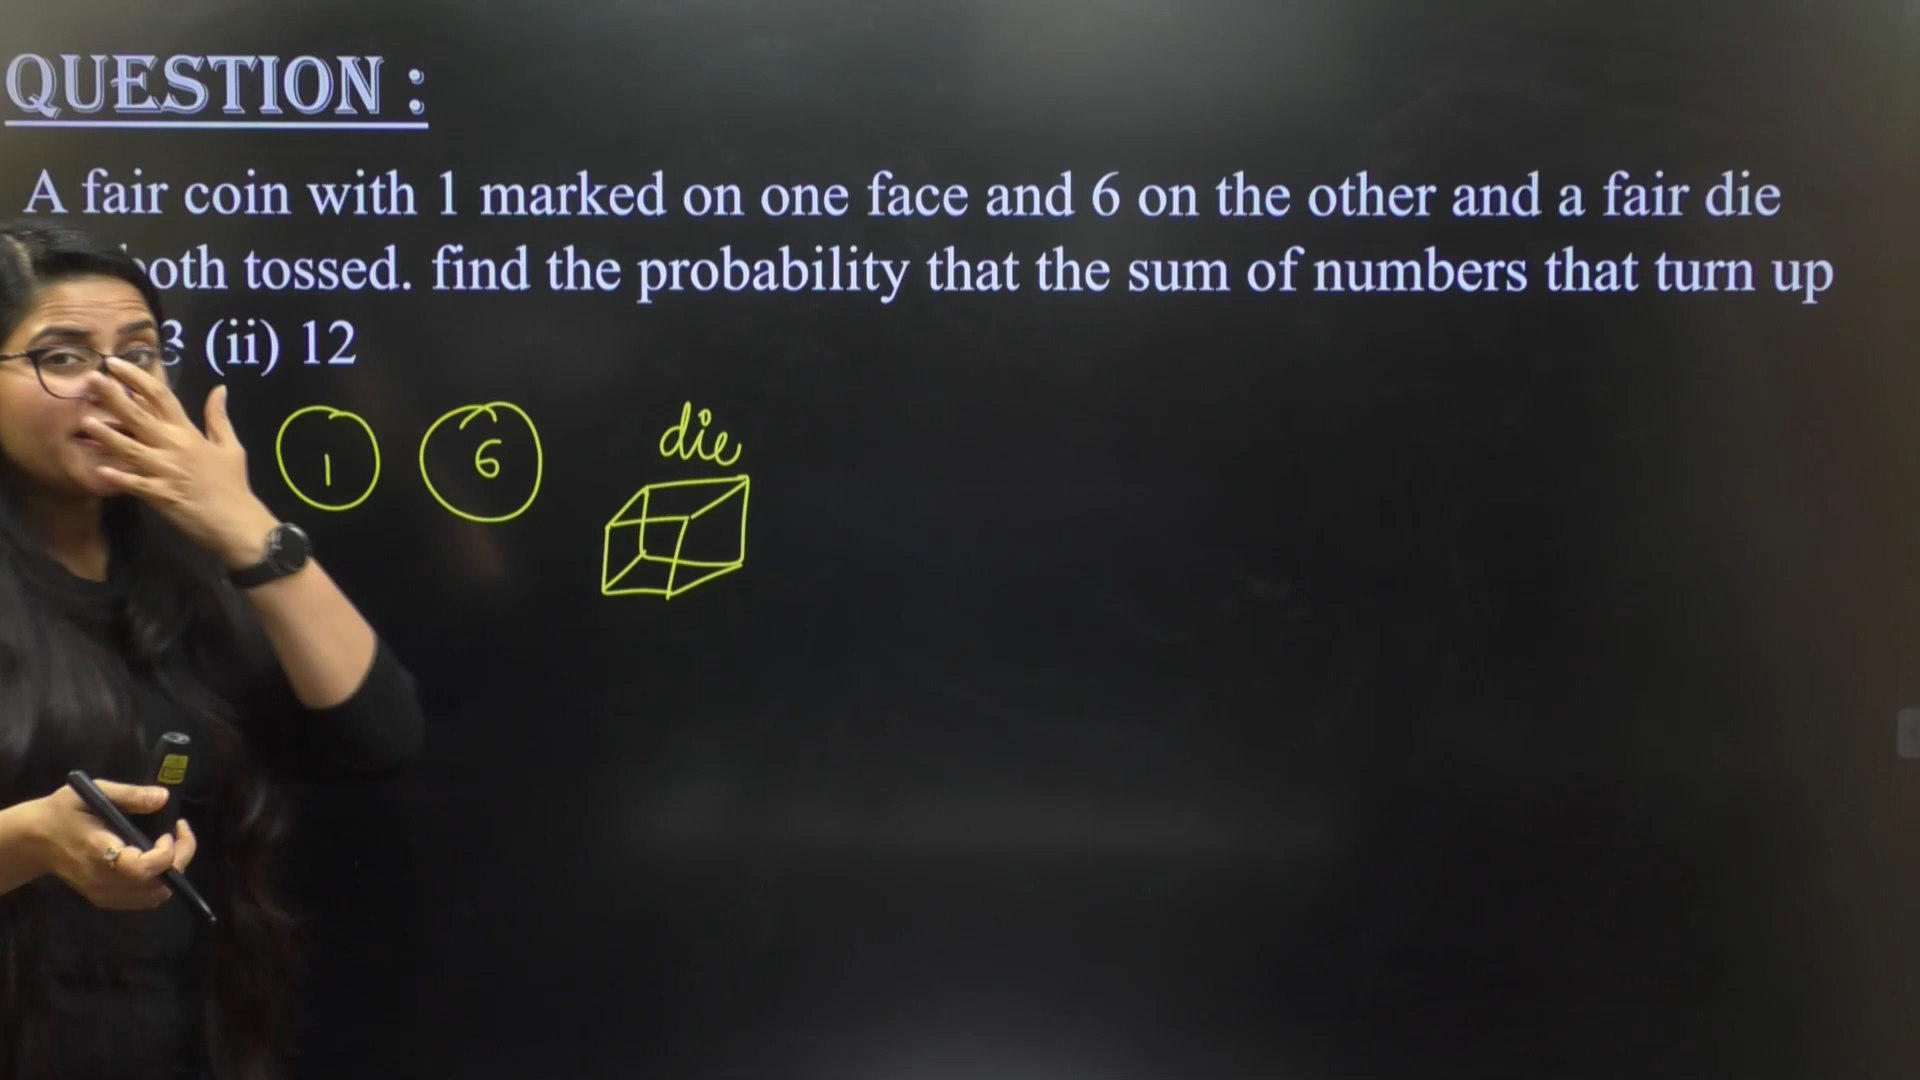 QUESTION :
A fair coin with 1 marked on one face and 6 on the other and a fair die
tossed. find the probability that the sum of numbers that turn up
(ii) 12
1 6 die